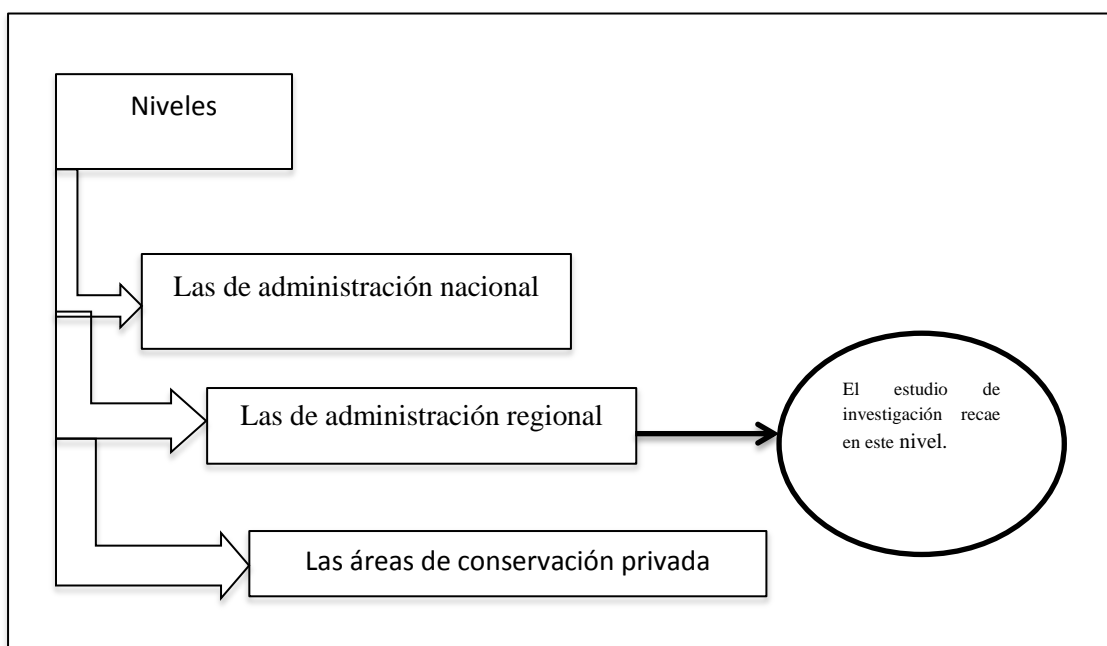 Niveles
Las de administración nacional
Las de administración regional
El estudio de
investigación recae
en este nivel.
Las áreas de conservación privada